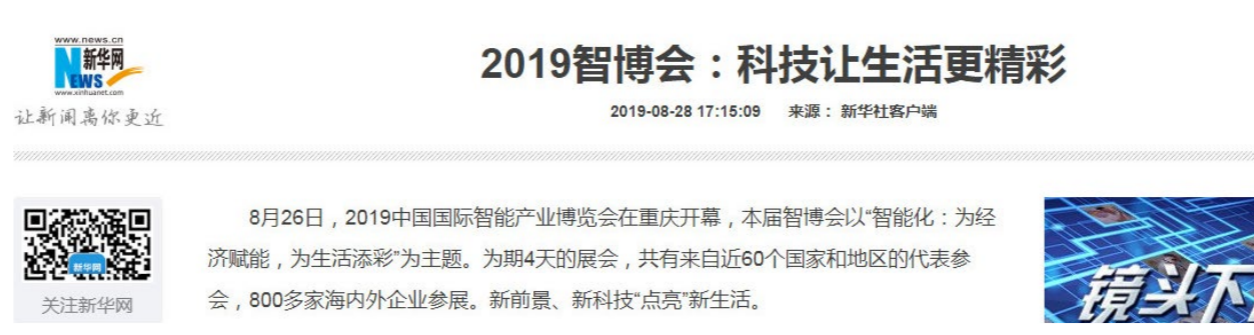 www.news.cn
新华网
NEWS
www.xinhuanet.com
让新闻离你更近
2019智博会：科技让生活更精彩
2019-08-28 17:15:09 来源： 新华社客户端
新华网
关注新华网
8月26日，2019中国国际智能产业博览会在重庆开幕，本届智博会以“智能化：为经
济赋能，为生活添彩”为主题。为期4天的展会，共有来自近60个国家和地区的代表参
会，800多家海内外企业参展。新前景、新科技“点亮”新生活。
镜头下